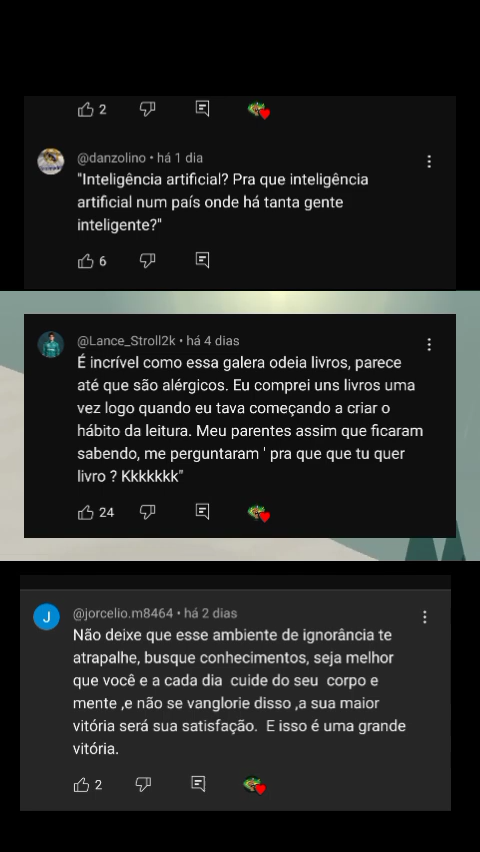 2
@danzolino • há 1 dia
"Inteligência artificial? Pra que inteligência
artificial num país onde há tanta gente
inteligente?"
6
@Lance_Stroll2k • há 4 dias
É incrível como essa galera odeia livros, parece
até que são alérgicos. Eu comprei uns livros uma
vez logo quando eu tava começando a criar o
hábito da leitura. Meu parentes assim que ficaram
sabendo, me perguntaram ' pra que que tu quer
livro ? Kkkkkkk"
24
J
@jorcelio.m8464 • há 2 dias
Não deixe que esse ambiente de ignorância te
atrapalhe, busque conhecimentos, seja melhor
que você e a cada dia  cuide do seu  corpo e
mente ,e não se vanglorie disso ,a sua maior
vitória será sua satisfação.  E isso é uma grande
vitória.
2